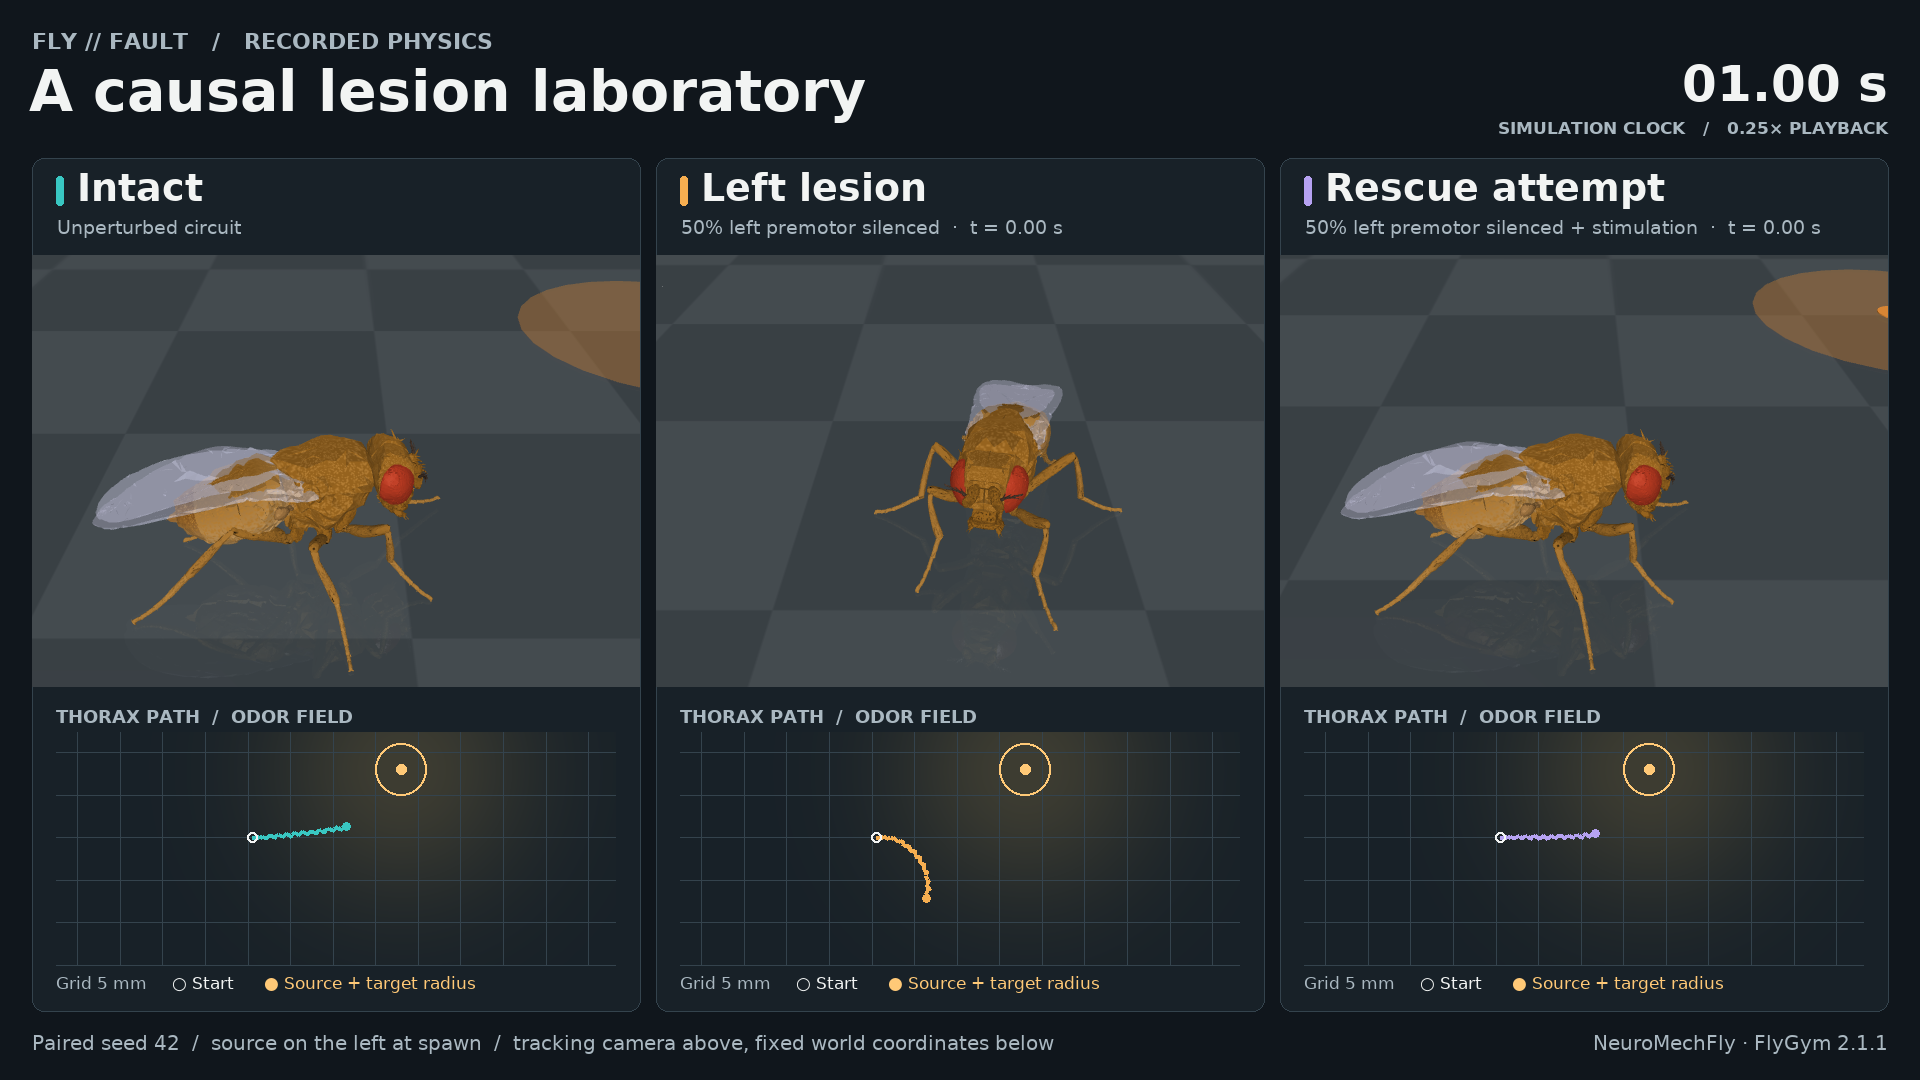 FLY // FAULT / RECORDED PHYSICS
A causal lesion laboratory
01.00 s
SIMULATION CLOCK / 0.25× PLAYBACK
Intact
Unperturbed circuit
THORAX PATH / ODOR FIELD
Grid 5 mm
Start
Source + target radius
Left lesion
50% left premotor silenced · t = 0.00 s
THORAX PATH / ODOR FIELD
Grid 5 mm
Start
Source + target radius
Rescue attempt
50% left premotor silenced + stimulation · t = 0.00 s
THORAX PATH / ODOR FIELD
Grid 5 mm
Start
Source + target radius
Paired seed 42 / source on the left at spawn / tracking camera above, fixed world coordinates below
NeuroMechFly · FlyGym 2.1.1